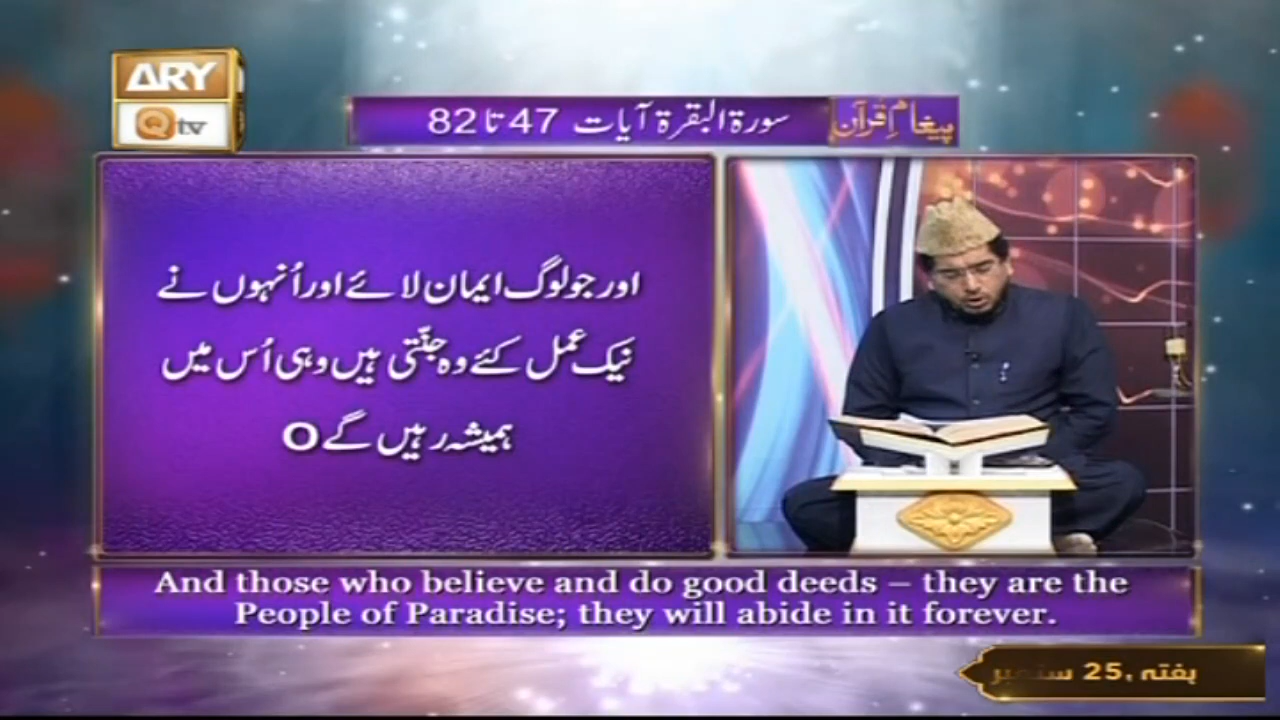 ARY
Qtv
پیغامِ قرآن
سورۃ البقرۃ آیات 47 تا 82
اور جو لوگ ایمان لائے اور اُنہوں نے
نیک عمل کئے وہ جنّتی ہیں وہی اُس میں
ہمیشہ رہیں گے O
And those who believe and do good deeds – they are the
People of Paradise; they will abide in it forever.
ہفتہ ,25 ستمبر